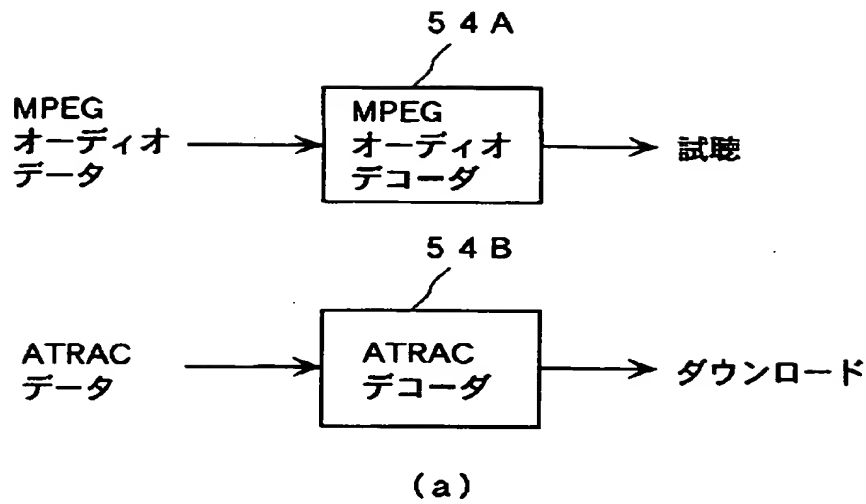 ５４Ａ
MPEG
オーディオ
データ
MPEG
オーディオ
デコーダ
試聴
５４Ｂ
ATRAC
データ
ATRAC
デコーダ
ダウンロード
(a)